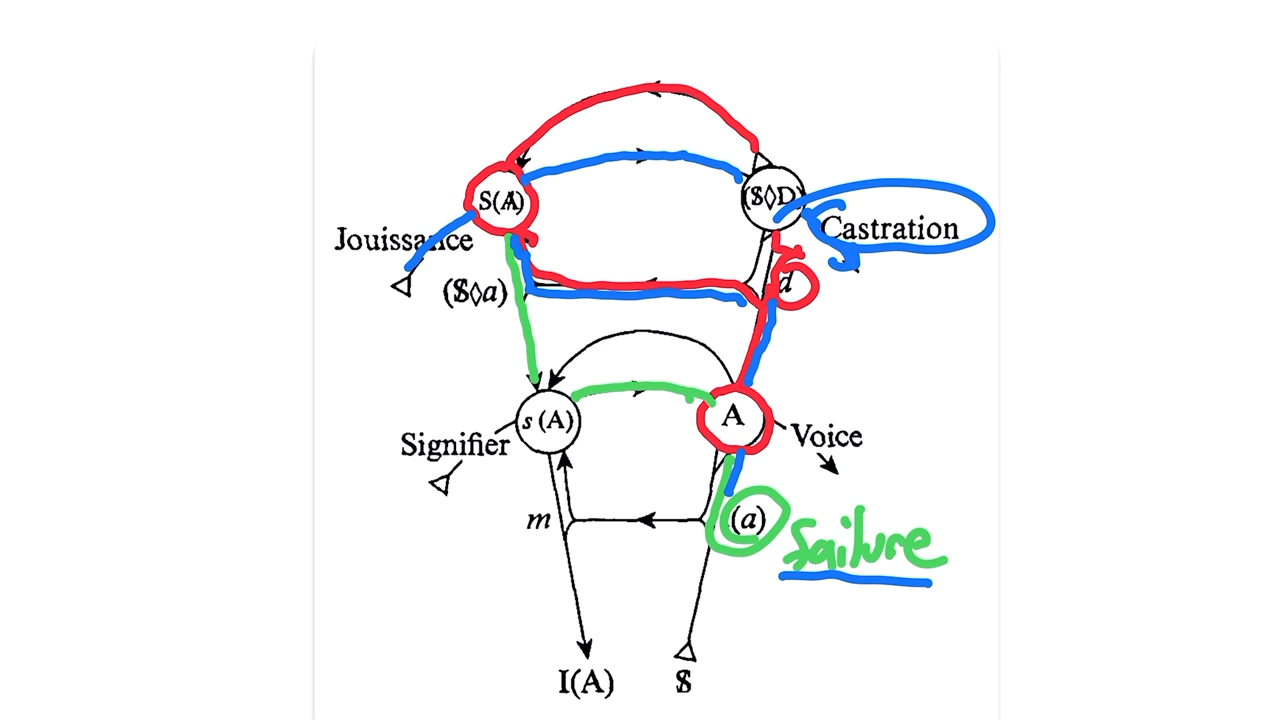 S(Ⱥ)
($◊D)
Jouissance
Castration
($◊a)
d
s (A)
A
Signifier
Voice
m
(a)
failure
I(A)
$